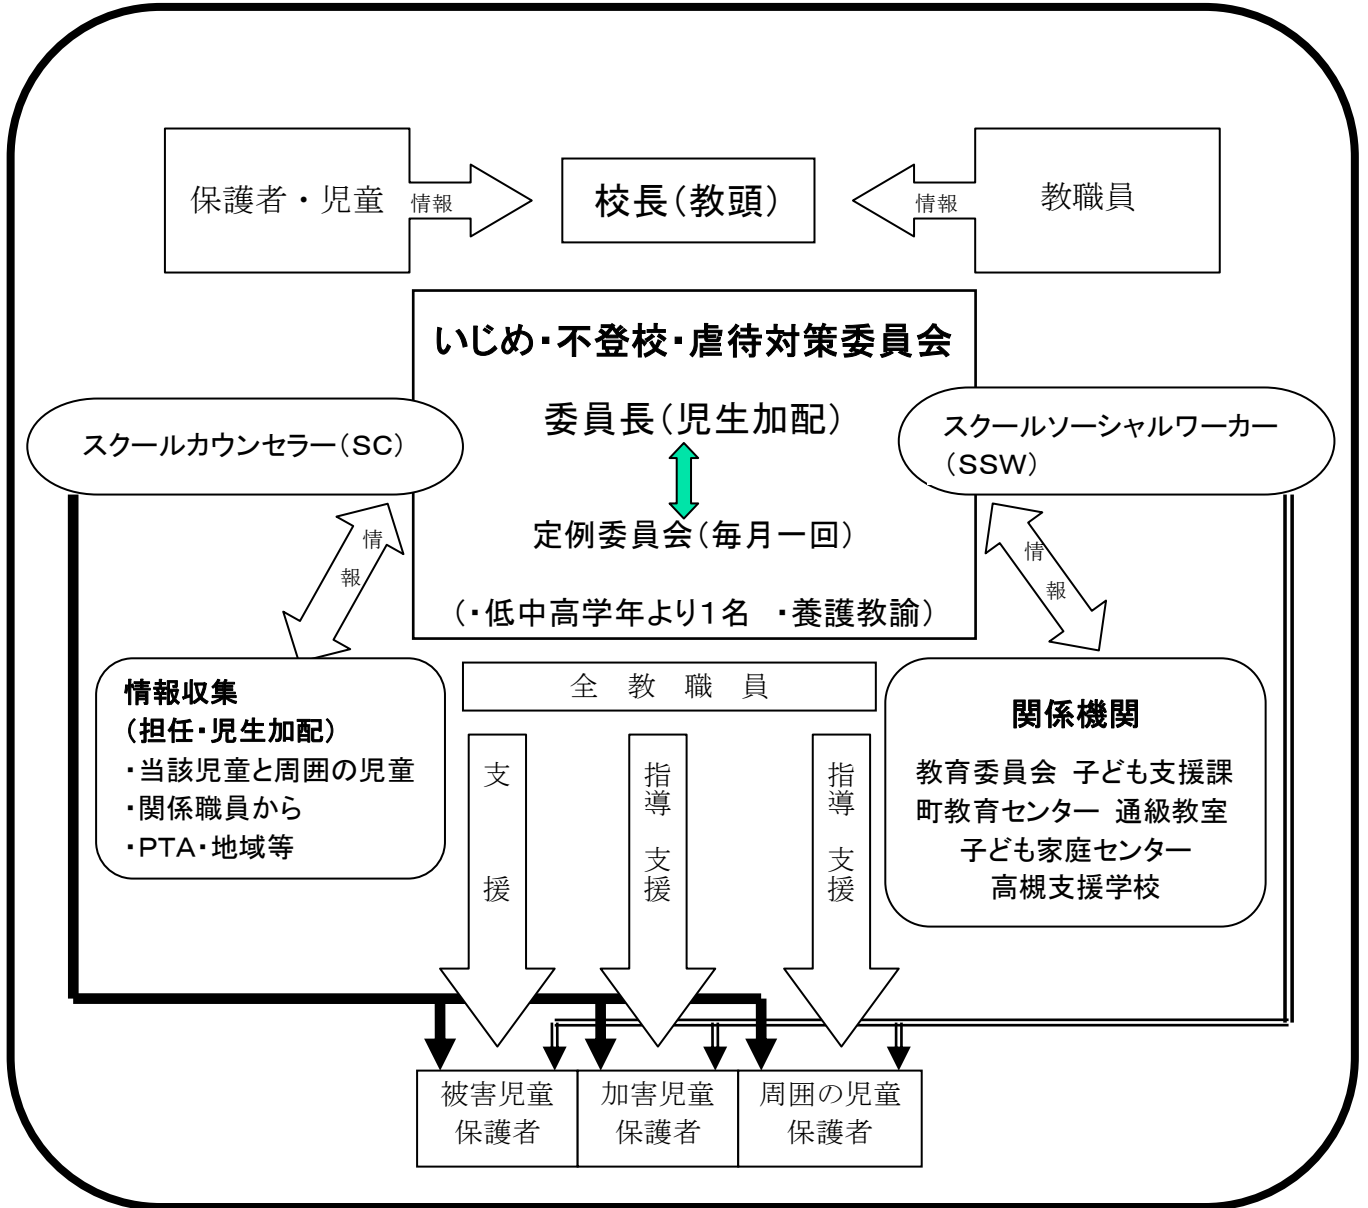 保護者・児童
情報
校長(教頭)
情報
教職員
いじめ・不登校・虐待対策委員会
委員長(児生加配)
定例委員会(毎月一回)
(・低中高学年より1名 ・養護教諭)
スクールカウンセラー(SC)
スクールソーシャルワーカー
(SSW)
情報
情報
情報収集
(担任・児生加配)
・当該児童と周囲の児童
・関係職員から
・PTA・地域等
全教職員
関係機関
教育委員会 子ども支援課
町教育センター 通級教室
子ども家庭センター
高槻支援学校
支援
指導 支援
指導 支援
被害児童
保護者
加害児童
保護者
周囲の児童
保護者